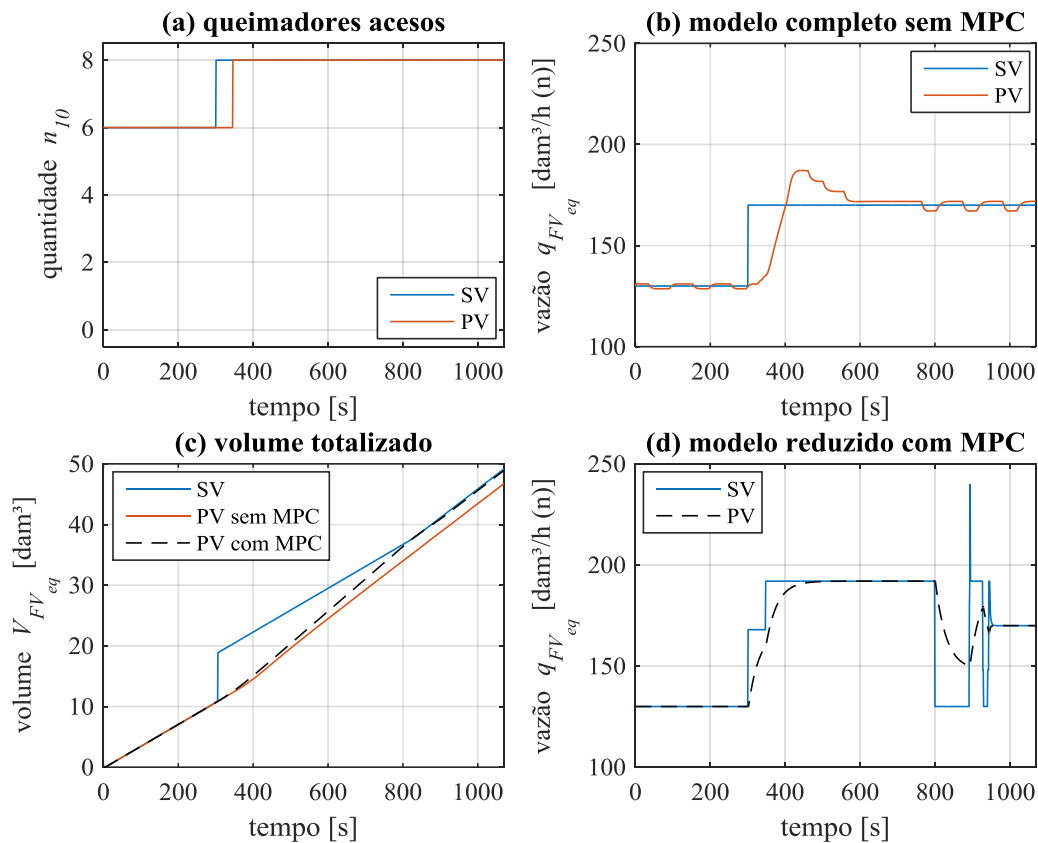 (a) queimadores acesos
quantidade n_10
8
6
4
2
0
SV
PV
0 200 400 600 800 1000
tempo [s]
(b) modelo completo sem MPC
vazão q_FV_eq [dam³/h (n)]
250
200
150
100
SV
PV
0 200 400 600 800 1000
tempo [s]
(c) volume totalizado
volume V_FV_eq [dam³]
50
40
30
20
10
0
SV
PV sem MPC
PV com MPC
0 200 400 600 800 1000
tempo [s]
(d) modelo reduzido com MPC
vazão q_FV_eq [dam³/h (n)]
250
200
150
100
SV
PV
0 200 400 600 800 1000
tempo [s]